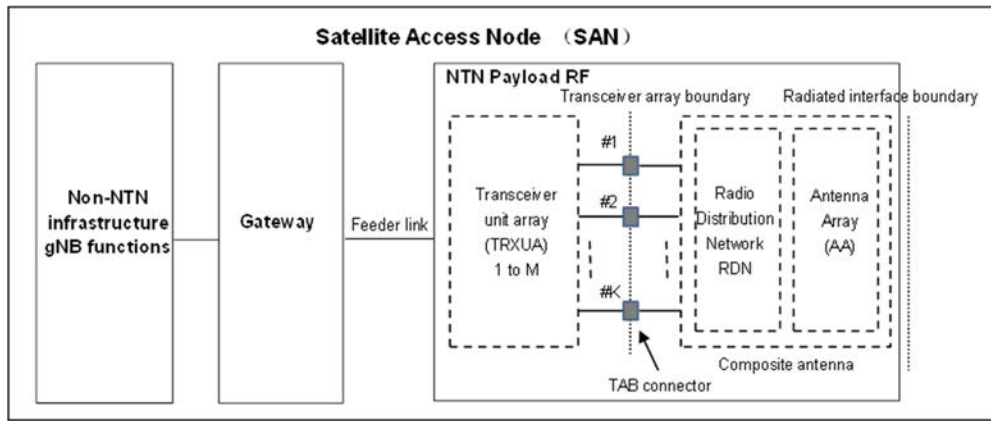 Satellite Access Node （SAN）
NTN Payload RF
Transceiver array boundary
Radiated interface boundary
Non-NTN
infrastructure
gNB functions
Gateway
Feeder link
Transceiver
unit array
(TRXUA)
1 to M
#1
#2
#K
Radio
Distribution
Network
RDN
Antenna
Array
(AA)
Composite antenna
TAB connector